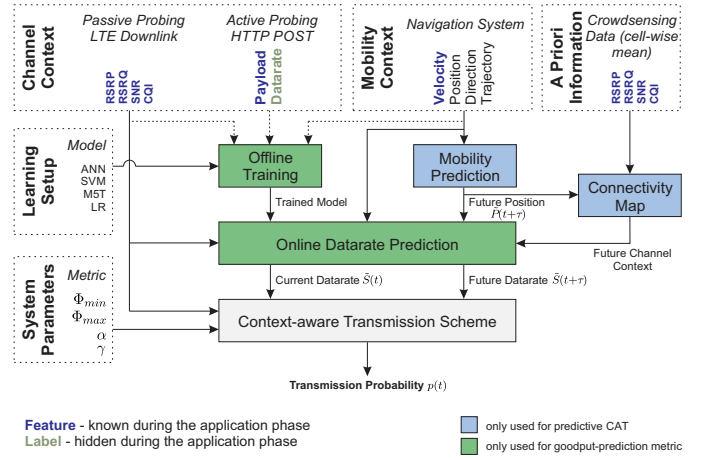 Channel
Context
Passive Probing
LTE Downlink
RSRP
RSRQ
SNR
CQI
Active Probing
HTTP POST
Payload
Datarate
Mobility
Context
Navigation System
Velocity
Position
Direction
Trajectory
A Priori
Information
Crowdsensing
Data (cell-wise
mean)
RSRP
RSRQ
SNR
CQI
Learning
Setup
Model
ANN
SVM
M5T
LR
Offline
Training
Mobility
Prediction
Connectivity
Map
Trained Model
Future Position
P̃(t+τ)
Online Datarate Prediction
Future Channel
Context
System
Parameters
Metric
Φmin
Φmax
α
γ
Current Datarate S̃(t)
Future Datarate S̃(t+τ)
Context-aware Transmission Scheme
Transmission Probability p(t)
Feature - known during the application phase
Label - hidden during the application phase
only used for predictive CAT
only used for goodput-prediction metric